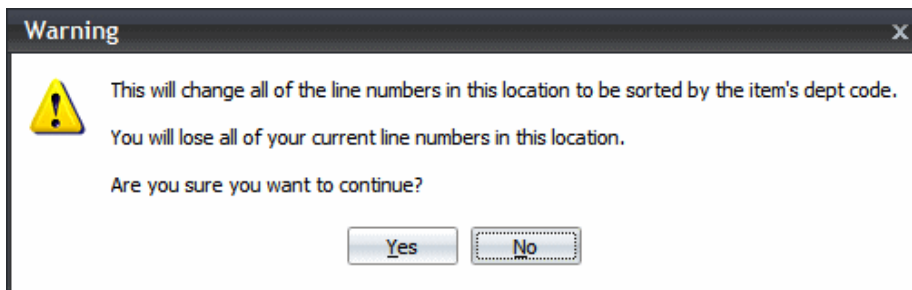 Warning
This will change all of the line numbers in this location to be sorted by the item's dept code.
You will lose all of your current line numbers in this location.
Are you sure you want to continue?
Yes
No